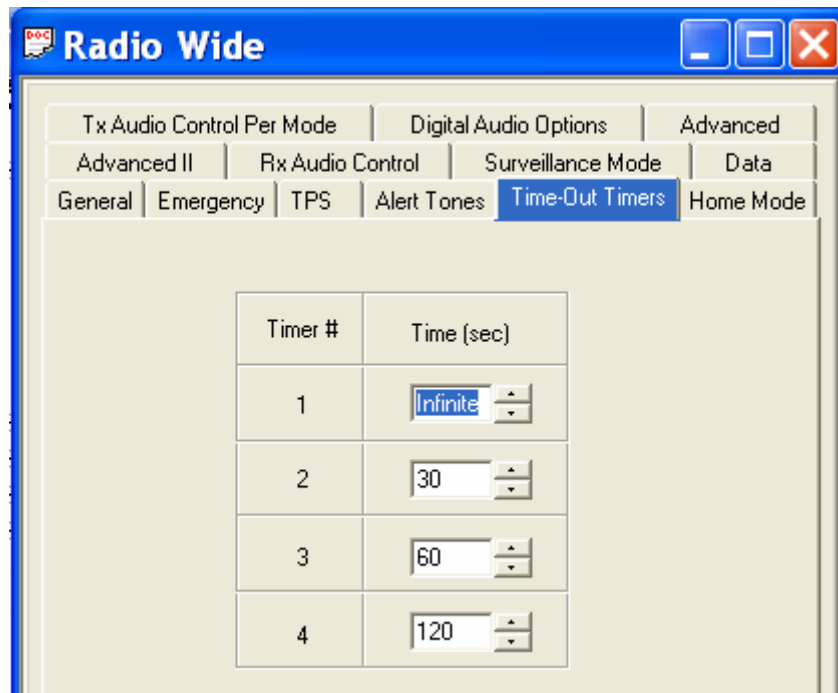 Radio Wide
Tx Audio Control Per Mode Digital Audio Options Advanced
Advanced II Rx Audio Control Surveillance Mode Data
General Emergency TPS Alert Tones Time-Out Timers Home Mode
Timer # Time (sec)
1 Infinite
2 30
3 60
4 120